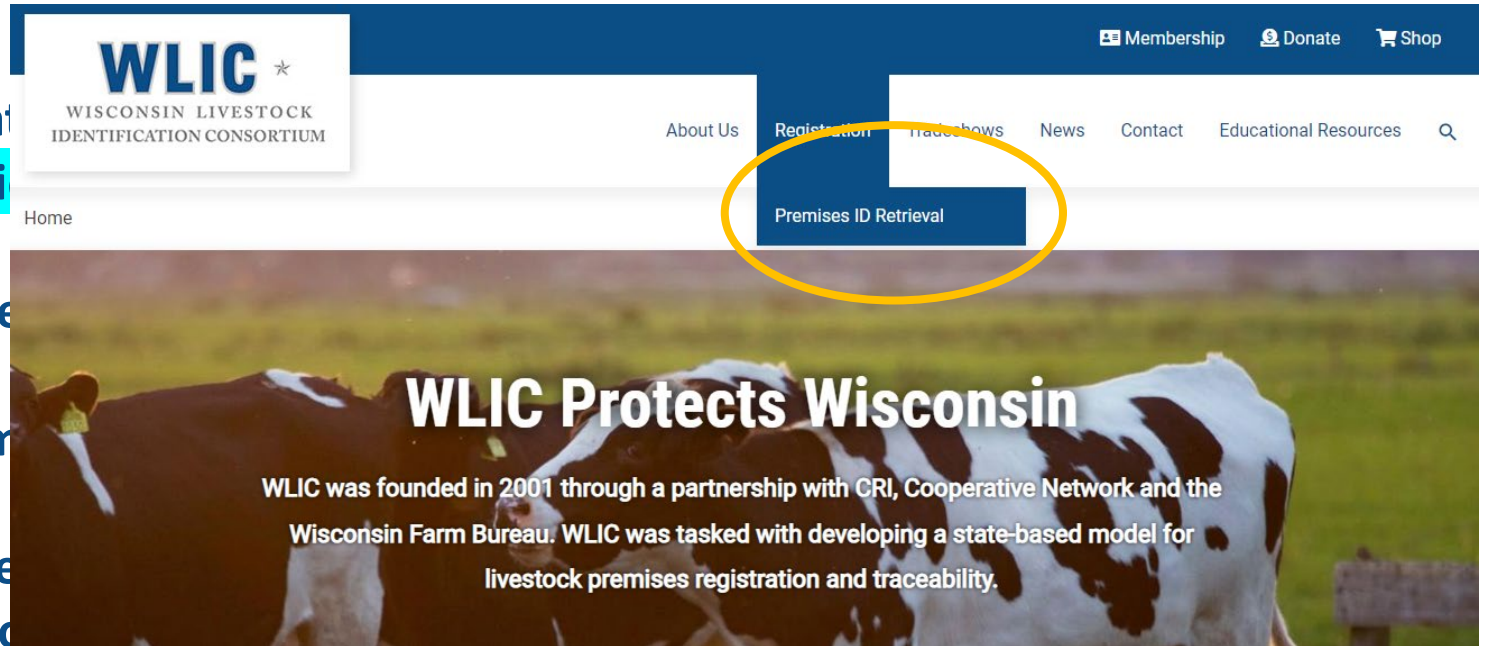 Membership Donate Shop
WLIC
WISCONSIN LIVESTOCK
IDENTIFICATION CONSORTIUM
About Us Registration Tradeshows News Contact Educational Resources
Home
Premises ID Retrieval
WLIC Protects Wisconsin
WLIC was founded in 2001 through a partnership with CRI, Cooperative Network and the
Wisconsin Farm Bureau. WLIC was tasked with developing a state-based model for
livestock premises registration and traceability.